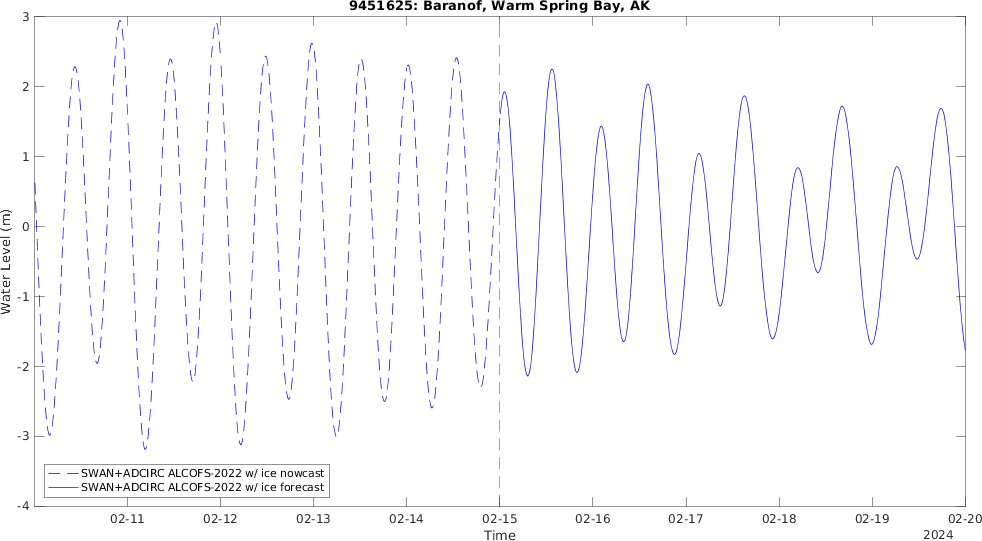 9451625: Baranof, Warm Spring Bay, AK
3
2
1
0
-1
-2
-3
-4
Water Level (m)
SWAN+ADCIRC ALCOFS-2022 w/ ice nowcast
SWAN+ADCIRC ALCOFS-2022 w/ ice forecast
02-11 02-12 02-13 02-14 02-15 02-16 02-17 02-18 02-19 02-20
Time
2024